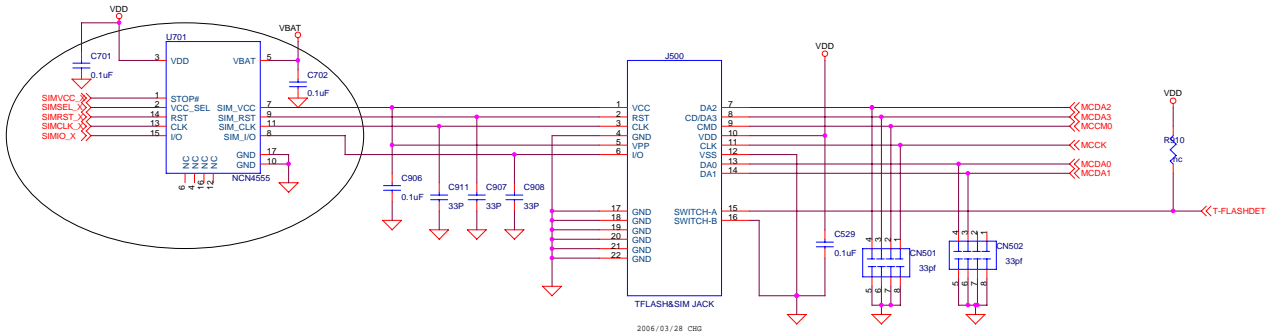 VDD
VBAT
U701
C701
0.1uF
3
VDD
VBAT
5
C702
0.1uF
SIMVCC_X
1
STOP#
SIMSEL_X
2
VCC_SEL
SIM_VCC
7
SIMRST_X
14
RST
SIM_RST
9
SIMCLK_X
13
CLK
SIM_CLK
11
SIMIO_X
15
I/O
SIM_I/O
8
GND
17
GND
10
NC
NC
NC
NC
6
4
16
12
NCN4555
C906
0.1uF
C911
33P
C907
33P
C908
33P
J500
1
VCC
2
RST
3
CLK
4
GND
5
VPP
6
I/O
17
GND
18
GND
19
GND
20
GND
21
GND
22
GND
DA2
7
CD/DA3
8
CMD
9
VDD
10
CLK
11
VSS
12
DA0
13
DA1
14
SWITCH-A
15
SWITCH-B
16
TFLASH&SIM JACK
2006/03/28 CHG
VDD
C529
0.1uF
4
3
2
1
CN501
33pf
5
6
7
8
4
3
2
1
CN502
33pf
5
6
7
8
MCDA2
MCDA3
MCCM0
MCCK
MCDA0
MCDA1
VDD
R910
nc
T-FLASHDET